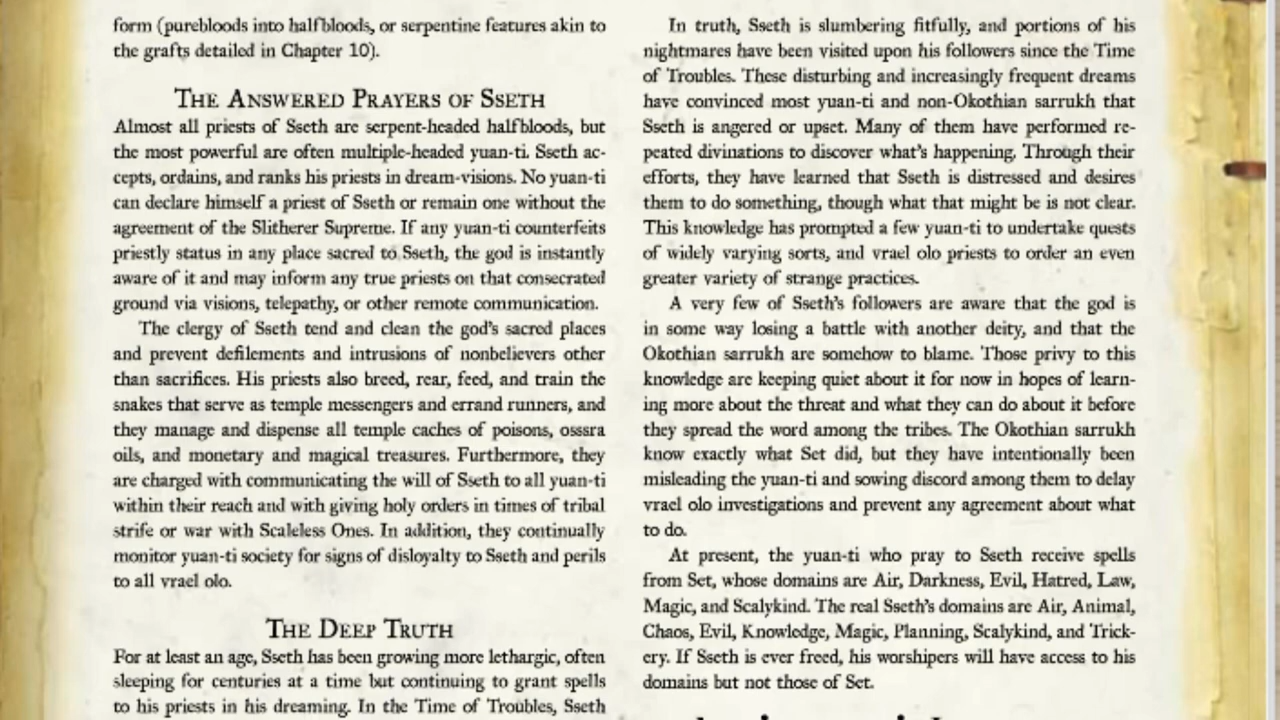 form (purebloods into halfbloods, or serpentine features akin to
the grafts detailed in Chapter 10).
The Answered Prayers of Sseth
Almost all priests of Sseth are serpent-headed halfbloods, but
the most powerful are often multiple-headed yuan-ti. Sseth ac-
cepts, ordains, and ranks his priests in dream-visions. No yuan-ti
can declare himself a priest of Sseth or remain one without the
agreement of the Slitherer Supreme. If any yuan-ti counterfeits
priestly status in any place sacred to Sseth, the god is instantly
aware of it and may inform any true priests on that consecrated
ground via visions, telepathy, or other remote communication.
The clergy of Sseth tend and clean the god's sacred places
and prevent defilements and intrusions of nonbelievers other
than sacrifices. His priests also breed, rear, feed, and train the
snakes that serve as temple messengers and errand runners, and
they manage and dispense all temple caches of poisons, osssra
oils, and monetary and magical treasures. Furthermore, they
are charged with communicating the will of Sseth to all yuan-ti
within their reach and with giving holy orders in times of tribal
strife or war with Scaleless Ones. In addition, they continually
monitor yuan-ti society for signs of disloyalty to Sseth and perils
to all vrael olo.
The Deep Truth
For at least an age, Sseth has been growing more lethargic, often
sleeping for centuries at a time but continuing to grant spells
to his priests in his dreaming. In the Time of Troubles, Sseth
In truth, Sseth is slumbering fitfully, and portions of his
nightmares have been visited upon his followers since the Time
of Troubles. These disturbing and increasingly frequent dreams
have convinced most yuan-ti and non-Okothian sarrukh that
Sseth is angered or upset. Many of them have performed re-
peated divinations to discover what's happening. Through their
efforts, they have learned that Sseth is distressed and desires
them to do something, though what that might be is not clear.
This knowledge has prompted a few yuan-ti to undertake quests
of widely varying sorts, and vrael olo priests to order an even
greater variety of strange practices.
A very few of Sseth's followers are aware that the god is
in some way losing a battle with another deity, and that the
Okothian sarrukh are somehow to blame. Those privy to this
knowledge are keeping quiet about it for now in hopes of learn-
ing more about the threat and what they can do about it before
they spread the word among the tribes. The Okothian sarrukh
know exactly what Set did, but they have intentionally been
misleading the yuan-ti and sowing discord among them to delay
vrael olo investigations and prevent any agreement about what
to do.
At present, the yuan-ti who pray to Sseth receive spells
from Set, whose domains are Air, Darkness, Evil, Hatred, Law,
Magic, and Scalykind. The real Sseth's domains are Air, Animal,
Chaos, Evil, Knowledge, Magic, Planning, Scalykind, and Trick-
ery. If Sseth is ever freed, his worshipers will have access to his
domains but not those of Set.